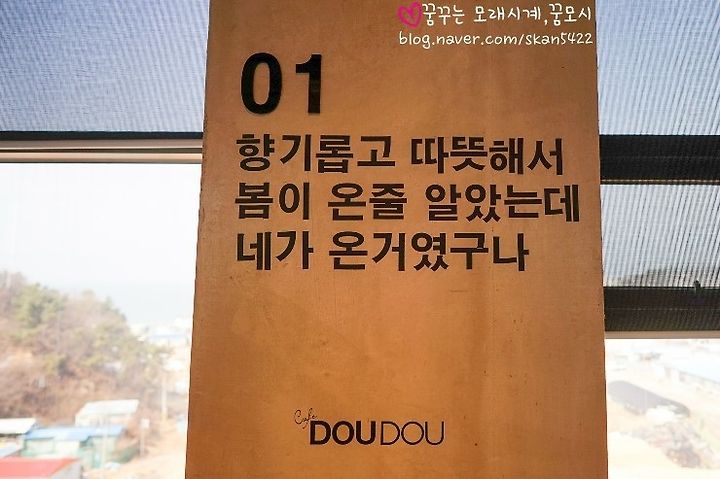 꿈꾸는 모래시계,꿈모시
blog.naver.com/skan5422
01
향기롭고 따뜻해서
봄이 온줄 알았는데
네가 온거였구나
Cafe
DOUDOU